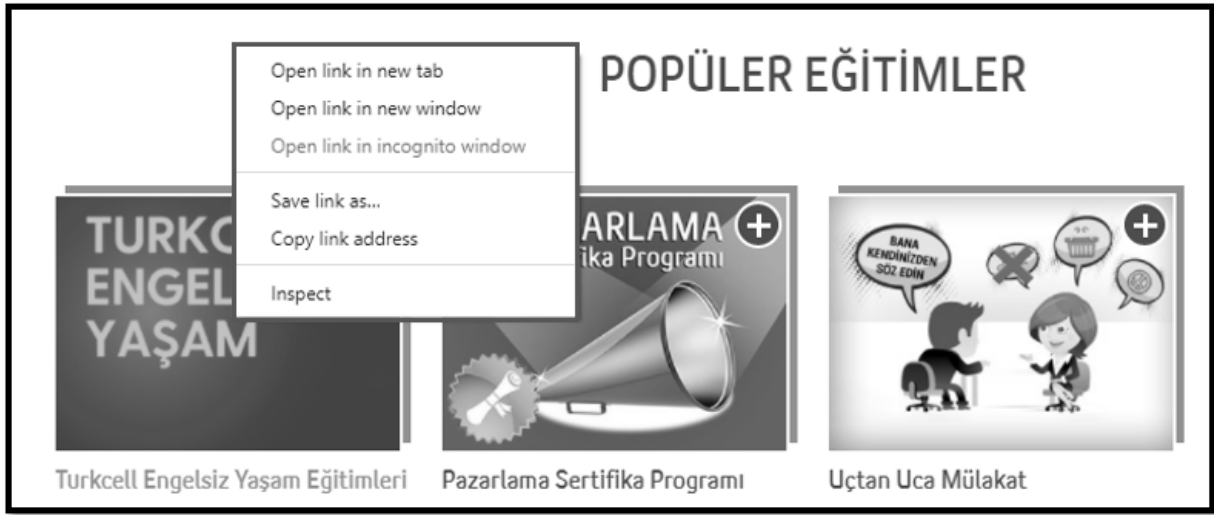 POPÜLER EĞİTİMLER
Open link in new tab
Open link in new window
Open link in incognito window
Save link as...
Copy link address
Inspect
TURKC
ENGEL
YAŞAM
ARLAMA
ika Programı
BANA
KENDİNİZDEN
SÖZ EDİN
Turkcell Engelsiz Yaşam Eğitimleri
Pazarlama Sertifika Programı
Uçtan Uca Mülakat